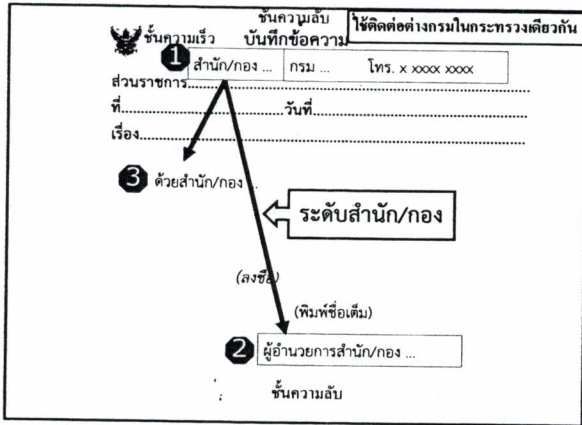 ชั้นความลับ
ใช้ติดต่อต่างกรมในกระทรวงเดียวกัน
ชั้นความเร็ว บันทึกข้อความ
1 สำนัก/กอง ... กรม ... โทร. x xxxx xxxx
ส่วนราชการ
ที่ วันที่
เรื่อง
3 ด้วยสำนัก/กอง ...
ระดับสำนัก/กอง
(ลงชื่อ)
(พิมพ์ชื่อเต็ม)
2 ผู้อำนวยการสำนัก/กอง ...
ชั้นความลับ